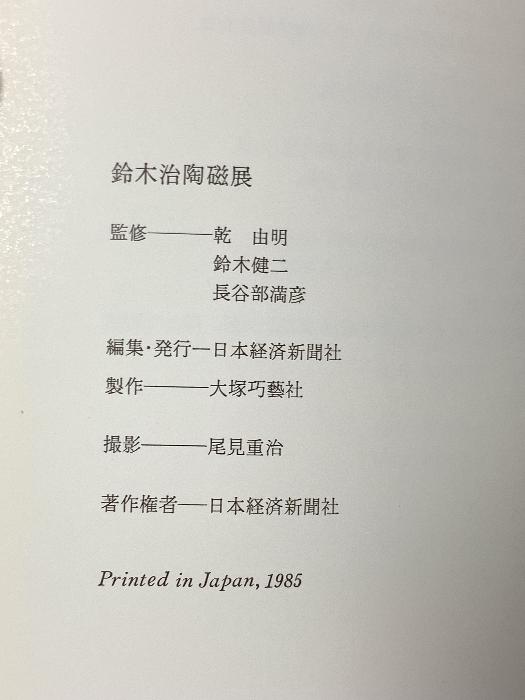 鈴木治陶磁展
監修────乾　由明
鈴木健二
長谷部満彦
編集・発行─日本経済新聞社
製作────大塚巧藝社
撮影────尾見重治
著作権者──日本経済新聞社
Printed in Japan, 1985